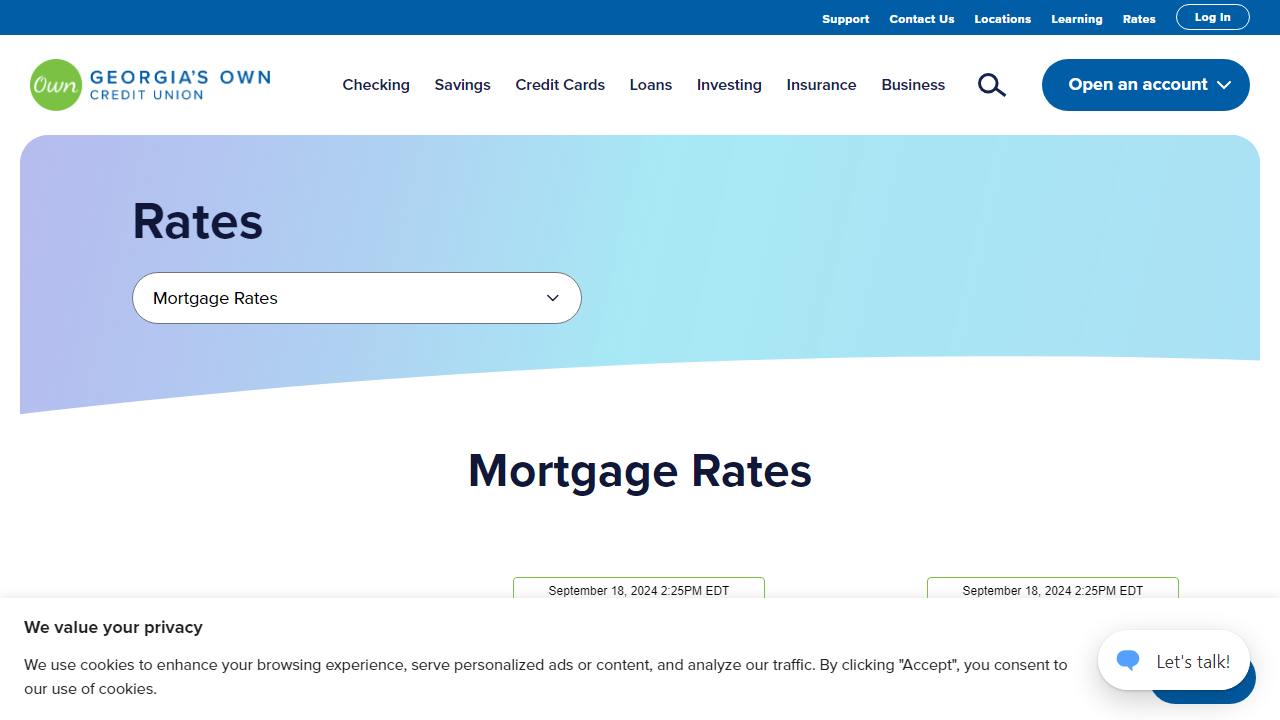 Support Contact Us Locations Learning Rates Log In
Own GEORGIA'S OWN
CREDIT UNION
Checking Savings Credit Cards Loans Investing Insurance Business Open an account
Rates
Mortgage Rates
Mortgage Rates
September 18, 2024 2:25PM EDT September 18, 2024 2:25PM EDT
We value your privacy
We use cookies to enhance your browsing experience, serve personalized ads or content, and analyze our traffic. By clicking "Accept", you consent to
our use of cookies.
Let's talk!